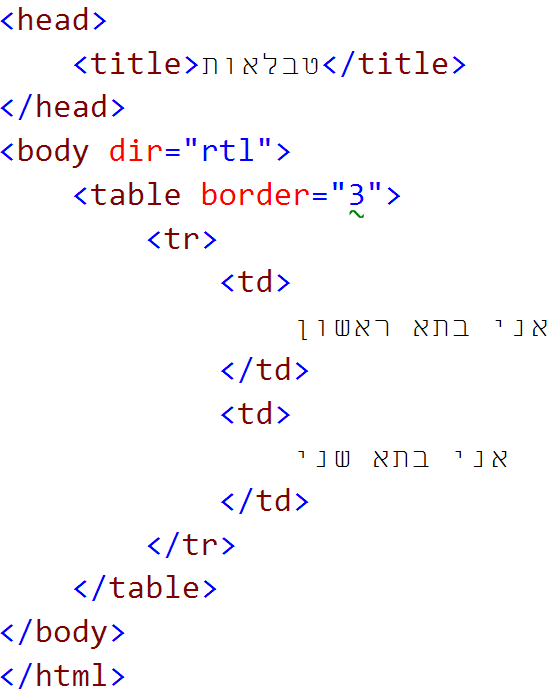 <head>
<title>טבלאות</title>
</head>
<body dir="rtl">
<table border="3">
<tr>
<td>
אני בתא ראשון
</td>
<td>
אני בתא שני
</td>
</tr>
</table>
</body>
</html>